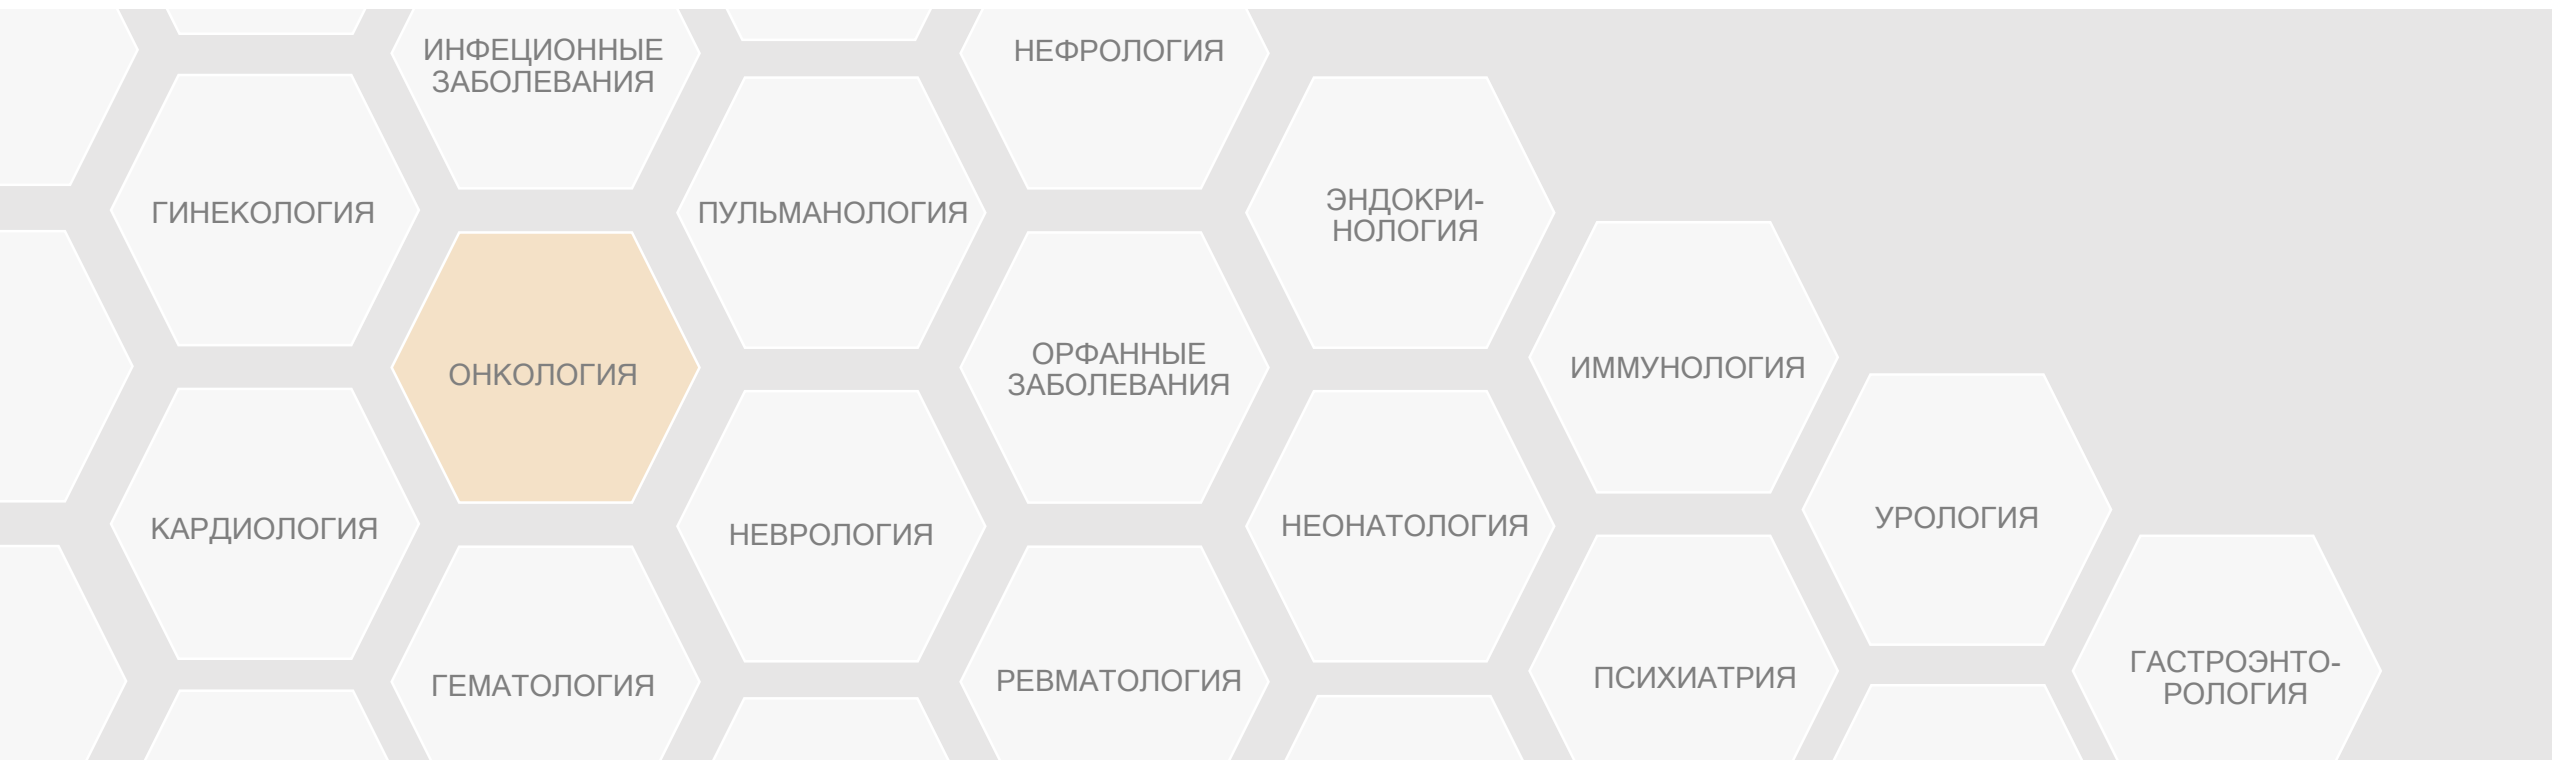 ИНФЕЦИОННЫЕ
ЗАБОЛЕВАНИЯ
НЕФРОЛОГИЯ
ГИНЕКОЛОГИЯ
ПУЛЬМАНОЛОГИЯ
ЭНДОКРИ-
НОЛОГИЯ
ОНКОЛОГИЯ
ОРФАННЫЕ
ЗАБОЛЕВАНИЯ
ИММУНОЛОГИЯ
КАРДИОЛОГИЯ
НЕВРОЛОГИЯ
НЕОНАТОЛОГИЯ
УРОЛОГИЯ
ГЕМАТОЛОГИЯ
РЕВМАТОЛОГИЯ
ПСИХИАТРИЯ
ГАСТРОЭНТО-
РОЛОГИЯ